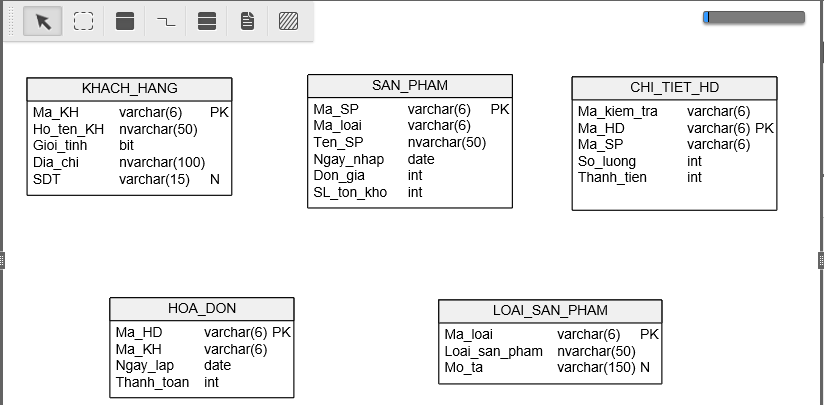 KHACH_HANG
Ma_KH varchar(6) PK
Ho_ten_KH nvarchar(50)
Gioi_tinh bit
Dia_chi nvarchar(100)
SDT varchar(15) N
SAN_PHAM
Ma_SP varchar(6) PK
Ma_loai varchar(6)
Ten_SP nvarchar(50)
Ngay_nhap date
Don_gia int
SL_ton_kho int
CHI_TIET_HD
Ma_kiem_tra varchar(6)
Ma_HD varchar(6) PK
Ma_SP varchar(6)
So_luong int
Thanh_tien int
HOA_DON
Ma_HD varchar(6) PK
Ma_KH varchar(6)
Ngay_lap date
Thanh_toan int
LOAI_SAN_PHAM
Ma_loai varchar(6) PK
Loai_san_pham nvarchar(50)
Mo_ta varchar(150) N